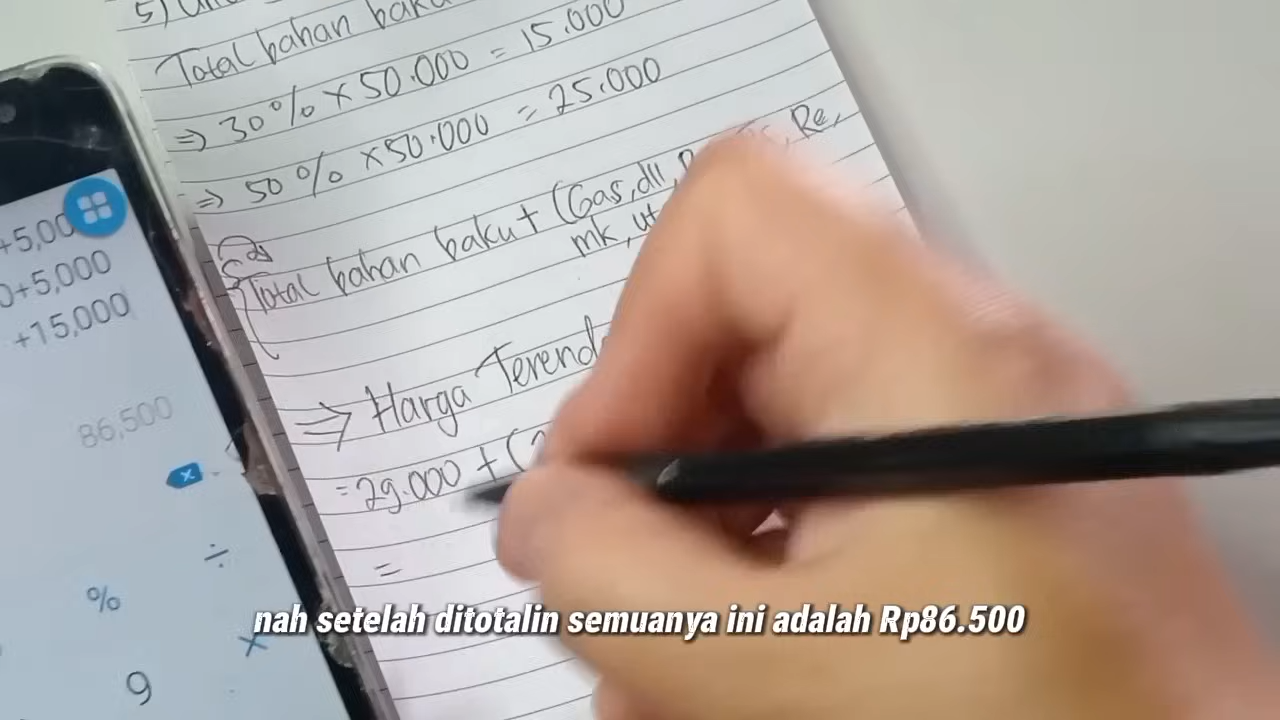 Total bahan baku
⇒ 30% × 50.000 = 15.000
⇒ 50% × 50.000 = 25.000
Total bahan baku + (Gas, dll, Re,
mk,
⇒ Harga
= 29.000 + (
=
+5,00
0+5,000
+15,000
86,500
÷
%
×
9
nah setelah ditotalin semuanya ini adalah Rp86.500